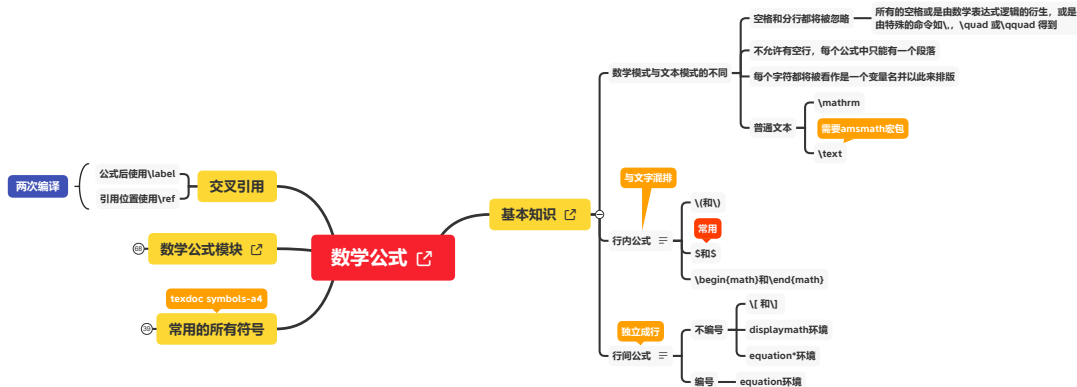 数学公式
基本知识
数学模式与文本模式的不同
空格和分行都将被忽略
所有的空格或是由数学表达式逻辑的衍生，或是
由特殊的命令如\,，\quad 或\qquad 得到
不允许有空行，每个公式中只能有一个段落
每个字符都将被看作是一个变量名并以此来排版
普通文本
\mathrm
需要amsmath宏包
\text
与文字混排
行内公式
\(和\)
常用
$和$
\begin{math}和\end{math}
独立成行
行间公式
不编号
\[ 和\]
displaymath环境
equation*环境
编号
equation环境
交叉引用
公式后使用\label
引用位置使用\ref
两次编译
数学公式模块
68
texdoc symbols-a4
常用的所有符号
39